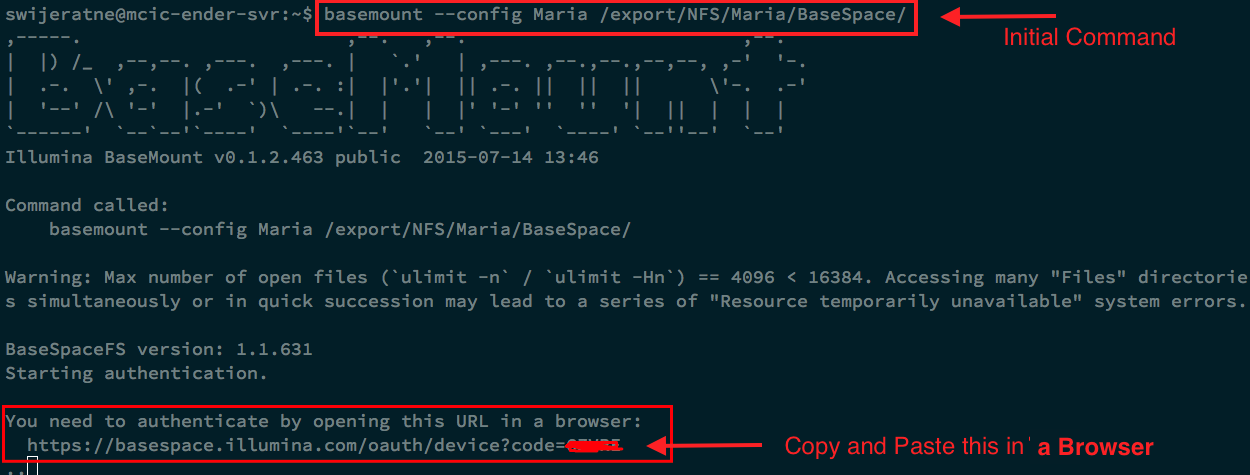 swijeratne@mcic-ender-svr:~$ basemount --config Maria /export/NFS/Maria/BaseSpace/
Initial Command
BaseMount
Illumina BaseMount v0.1.2.463 public  2015-07-14 13:46
Command called:
    basemount --config Maria /export/NFS/Maria/BaseSpace/
Warning: Max number of open files (`ulimit -n` / `ulimit -Hn`) == 4096 < 16384. Accessing many "Files" directorie
s simultaneously or in quick succession may lead to a series of "Resource temporarily unavailable" system errors.
BaseSpaceFS version: 1.1.631
Starting authentication.
You need to authenticate by opening this URL in a browser:
  https://basespace.illumina.com/oauth/device?code=
Copy and Paste this in a Browser
..